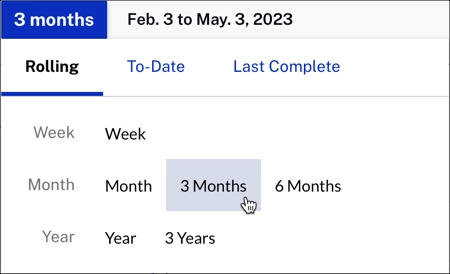 3 months Feb. 3 to May. 3, 2023
Rolling To-Date Last Complete
Week Week
Month Month 3 Months 6 Months
Year Year 3 Years